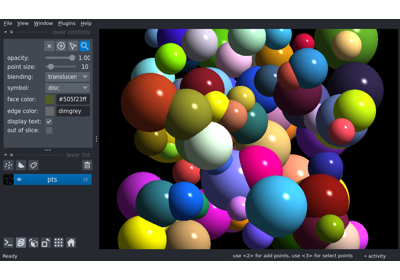 File View Window Plugins Help
layer controls
opacity: 1.00
point size: 10
blending: translucen
symbol: disc
face color: #505f23ff
edge color: dimgrey
display text:
out of slice:
layer list
pts
Ready use <2> for add points, use <3> for select points activity